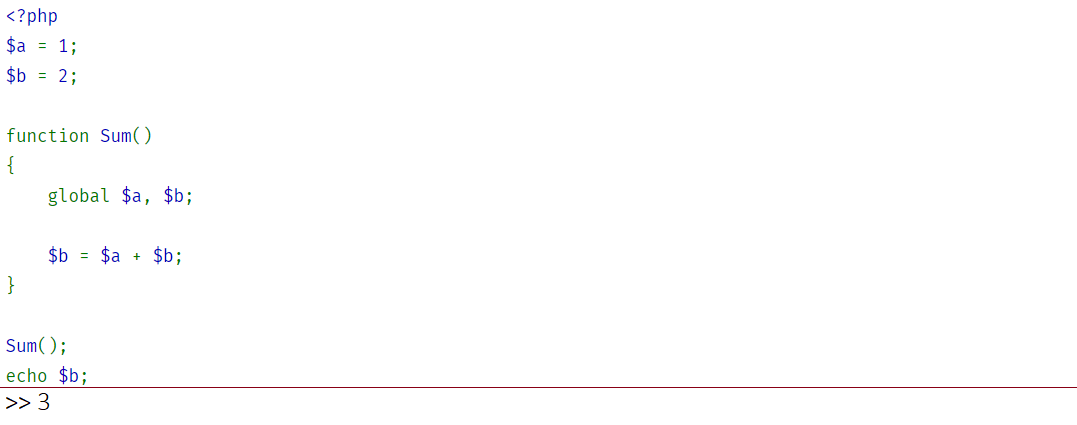 <?php
$a = 1;
$b = 2;
function Sum()
{
    global $a, $b;
    $b = $a + $b;
}
Sum();
echo $b;
>> 3